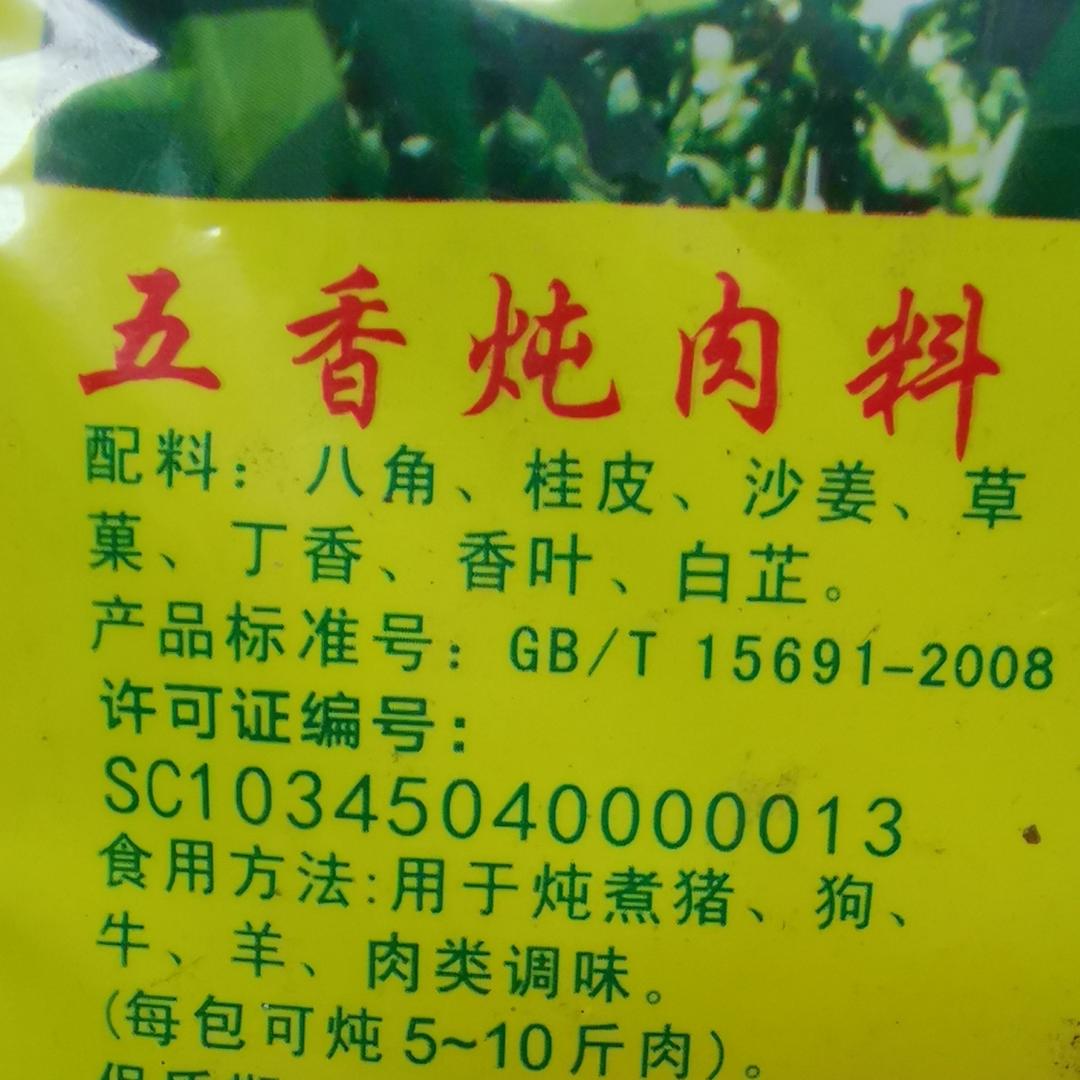 五香炖肉料
配料：八角、桂皮、沙姜、草
菓、丁香、香叶、白芷。
产品标准号：GB/T 15691-2008
许可证编号：
SC10345040000013
食用方法:用于炖煮猪、狗、
牛、羊、肉类调味。
(每包可炖5~10斤肉)。